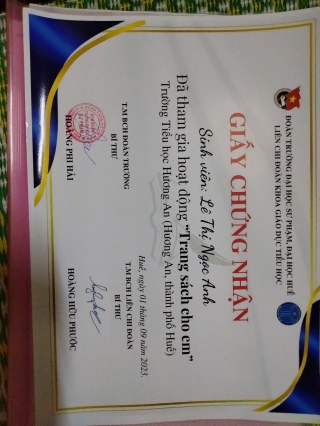 ĐOÀN TRƯỜNG ĐẠI HỌC SƯ PHẠM, ĐẠI HỌC HUẾ
LIÊN CHI ĐOÀN KHOA GIÁO DỤC TIỂU HỌC
GIẤY CHỨNG NHẬN
Sinh viên: Lê Thị Ngọc Anh
Đã tham gia hoạt động “Trang sách cho em”
Trường Tiểu học Hương An (Hương An, thành phố Huế)
Huế, ngày 01 tháng 09 năm 2023.
T.M BCH ĐOÀN TRƯỜNG
BÍ THƯ
HOÀNG PHI HẢI
T.M BCH LIÊN CHI ĐOÀN
BÍ THƯ
HOÀNG HỮU PHƯỚC